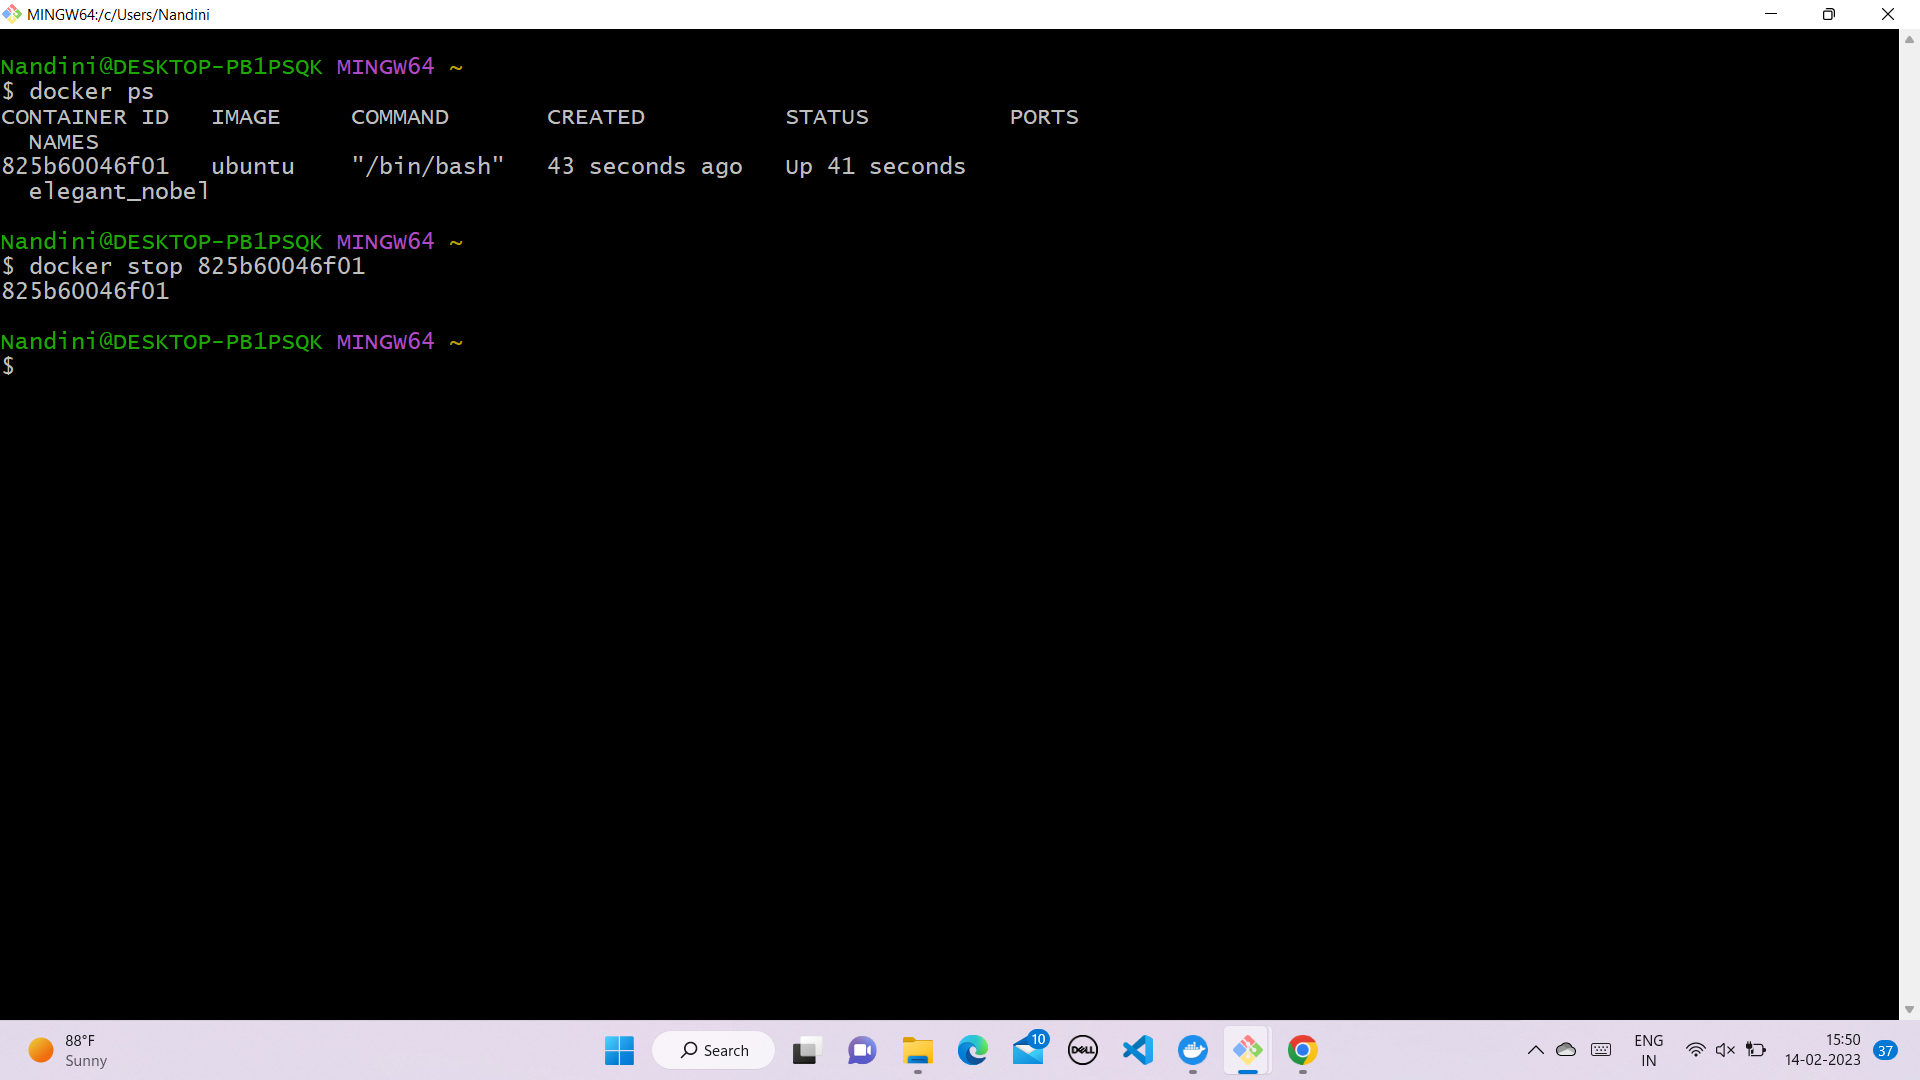 MINGW64:/c/Users/Nandini
Nandini@DESKTOP-PB1PSQK MINGW64 ~
$ docker ps
CONTAINER ID   IMAGE     COMMAND       CREATED          STATUS          PORTS
  NAMES
825b60046f01   ubuntu    "/bin/bash"   43 seconds ago   Up 41 seconds
  elegant_nobel
Nandini@DESKTOP-PB1PSQK MINGW64 ~
$ docker stop 825b60046f01
825b60046f01
Nandini@DESKTOP-PB1PSQK MINGW64 ~
$
88°F
Sunny
Search
10
DELL
ENG
IN
15:50
14-02-2023
37